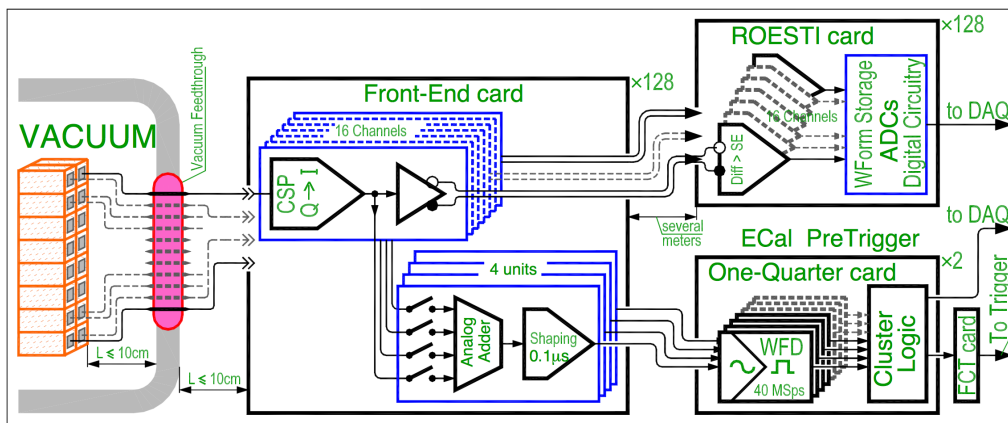 VACUUM
Vacuum Feedthrough
L ⩽ 10cm
L ⩽ 10cm
Front-End card
×128
16 Channels
CSP
Q→I
4 units
Analog
Adder
Shaping
0.1µs
several
meters
ROESTI card
×128
16 Channels
Diff > SE
WForm Storage
ADCs
Digital Circuitry
to DAQ
ECal PreTrigger
One-Quarter card
×2
WFD
40 MSps
Cluster
Logic
to DAQ
FCT card
To Trigger